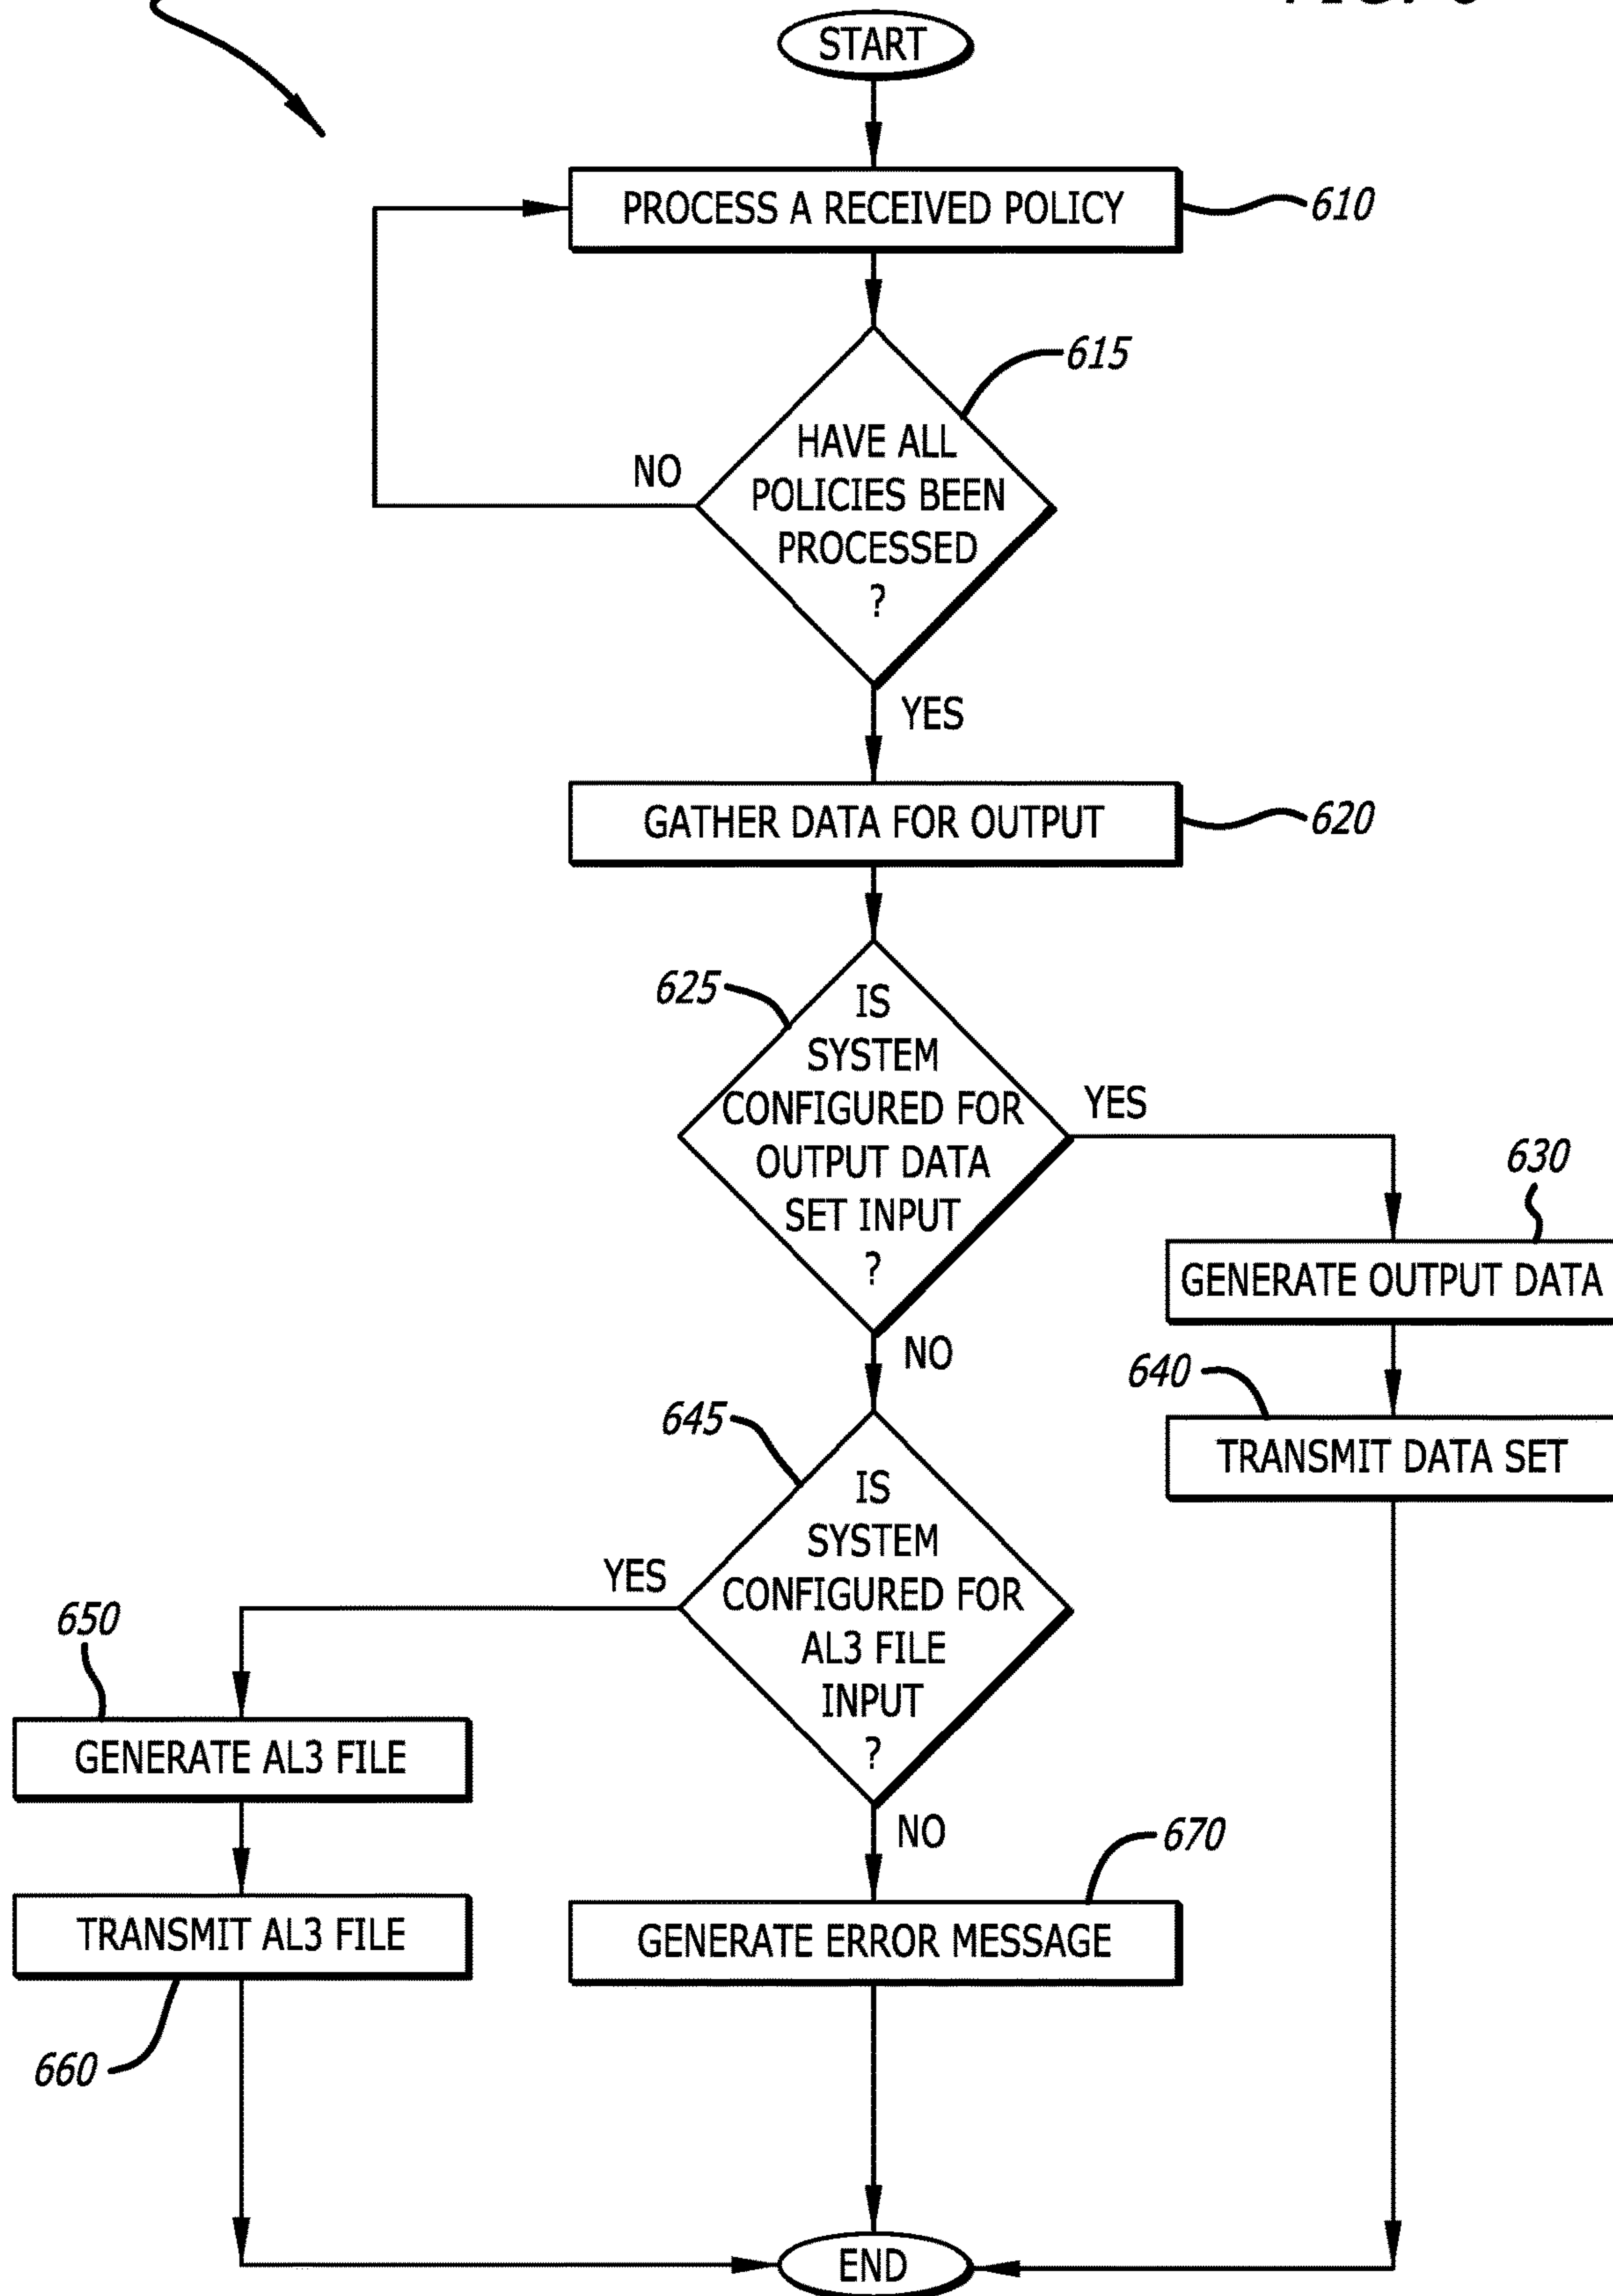 START
PROCESS A RECEIVED POLICY
610
615
HAVE ALL
POLICIES BEEN
PROCESSED
?
NO
YES
GATHER DATA FOR OUTPUT
620
625
IS
SYSTEM
CONFIGURED FOR
OUTPUT DATA
SET INPUT
?
YES
630
GENERATE OUTPUT DATA
NO
640
TRANSMIT DATA SET
645
IS
SYSTEM
CONFIGURED FOR
AL3 FILE
INPUT
?
YES
650
GENERATE AL3 FILE
NO
670
TRANSMIT AL3 FILE
GENERATE ERROR MESSAGE
660
END